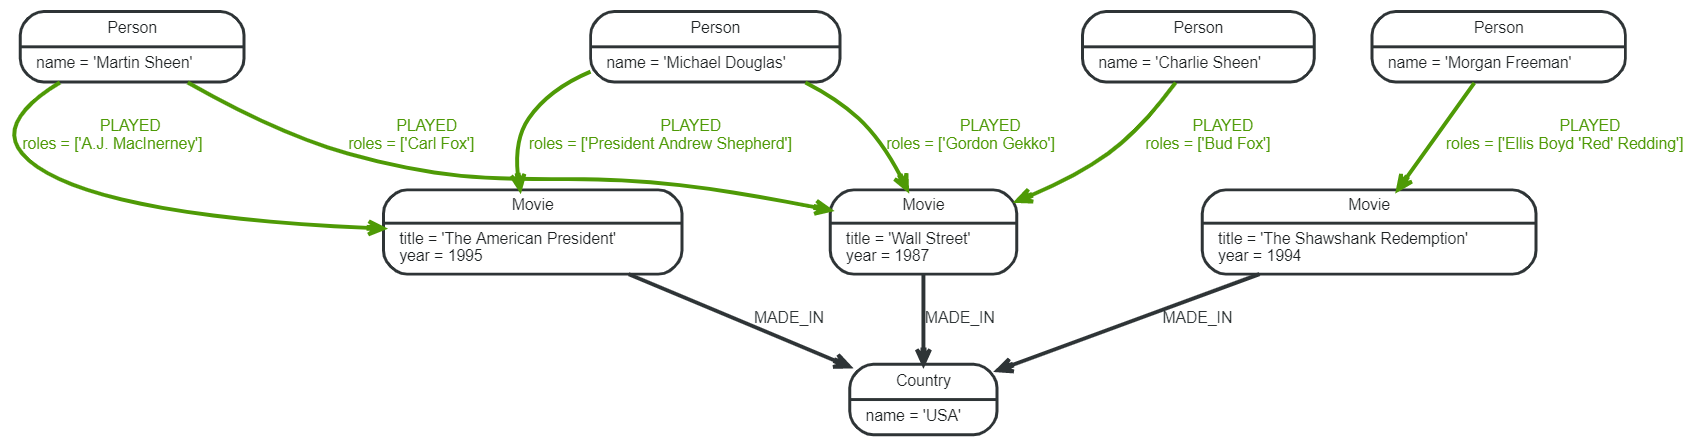 Person
name = 'Martin Sheen'
Person
name = 'Michael Douglas'
Person
name = 'Charlie Sheen'
Person
name = 'Morgan Freeman'
PLAYED
roles = ['A.J. MacInerney']
PLAYED
roles = ['Carl Fox']
PLAYED
roles = ['President Andrew Shepherd']
PLAYED
roles = ['Gordon Gekko']
PLAYED
roles = ['Bud Fox']
PLAYED
roles = ['Ellis Boyd 'Red' Redding']
Movie
title = 'The American President'
year = 1995
Movie
title = 'Wall Street'
year = 1987
Movie
title = 'The Shawshank Redemption'
year = 1994
MADE_IN
MADE_IN
MADE_IN
Country
name = 'USA'